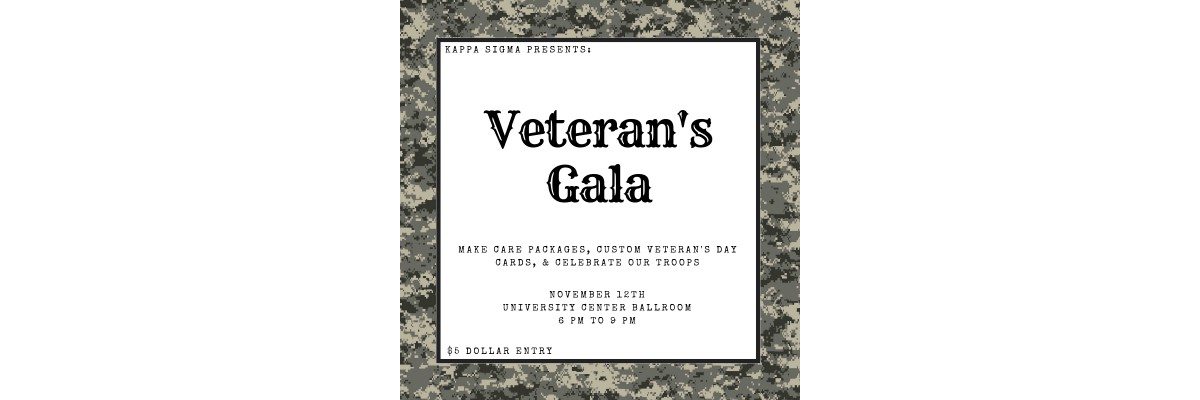 KAPPA SIGMA PRESENTS:
Veteran's
Gala
MAKE CARE PACKAGES, CUSTOM VETERAN'S DAY
CARDS, & CELEBRATE OUR TROOPS
NOVEMBER 12TH
UNIVERSITY CENTER BALLROOM
6 PM TO 9 PM
$5 DOLLAR ENTRY